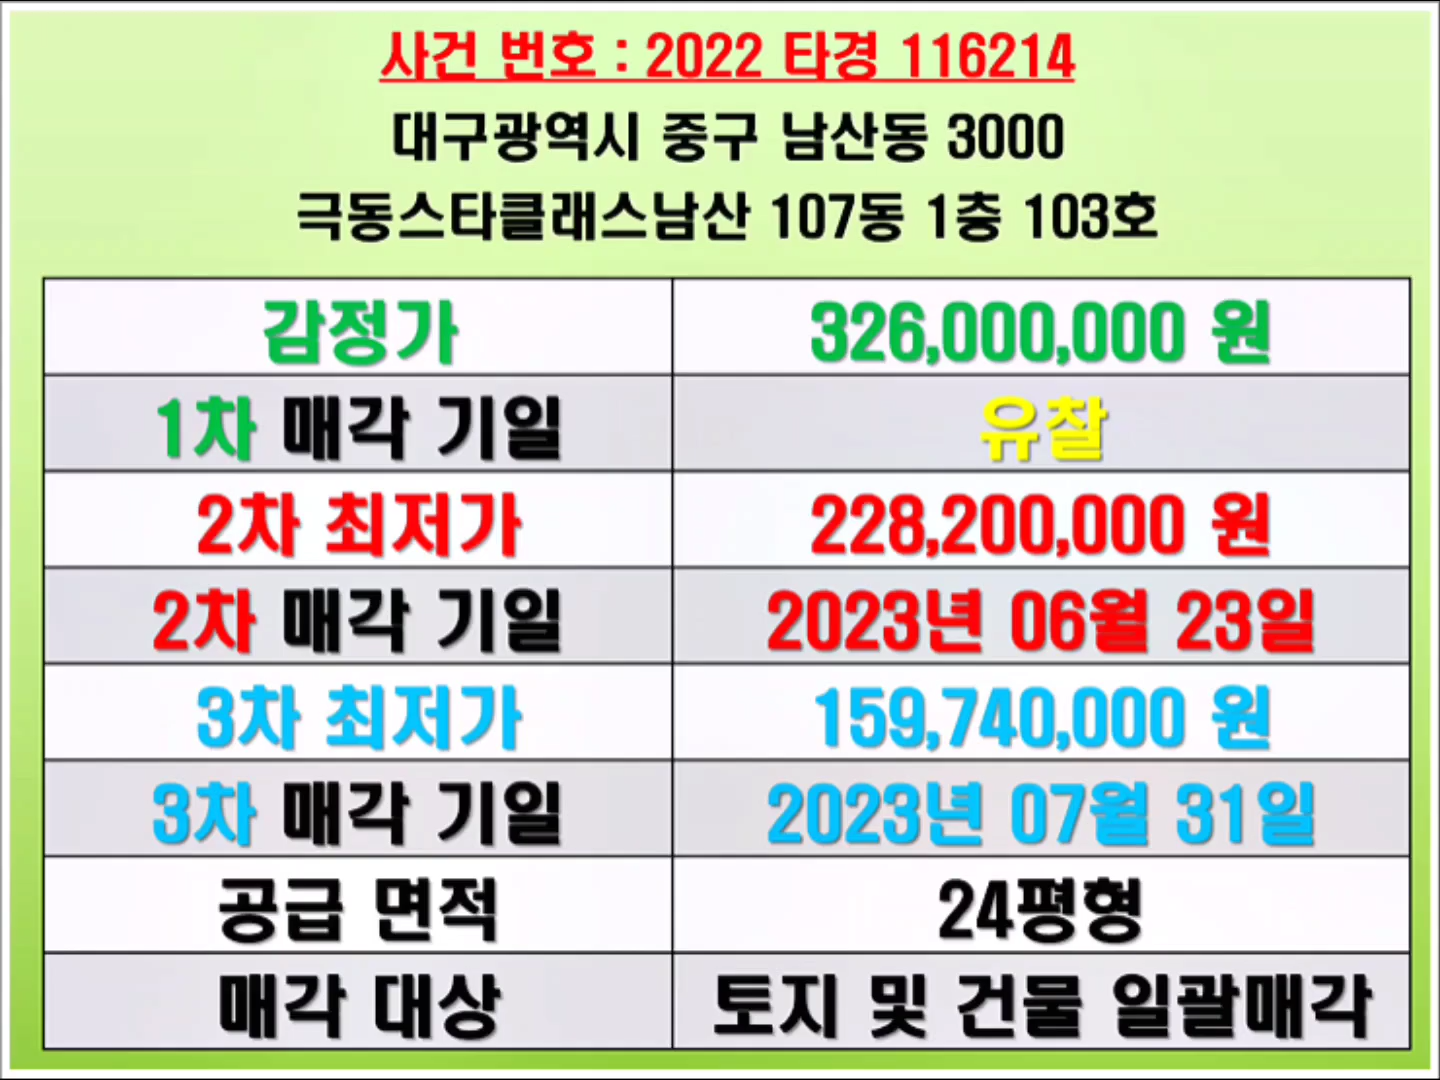 사건 번호 : 2022 타경 116214
대구광역시 중구 남산동 3000
극동스타클래스남산 107동 1층 103호
감정가 326,000,000 원
1차 매각 기일 유찰
2차 최저가 228,200,000 원
2차 매각 기일 2023년 06월 23일
3차 최저가 159,740,000 원
3차 매각 기일 2023년 07월 31일
공급 면적 24평형
매각 대상 토지 및 건물 일괄매각